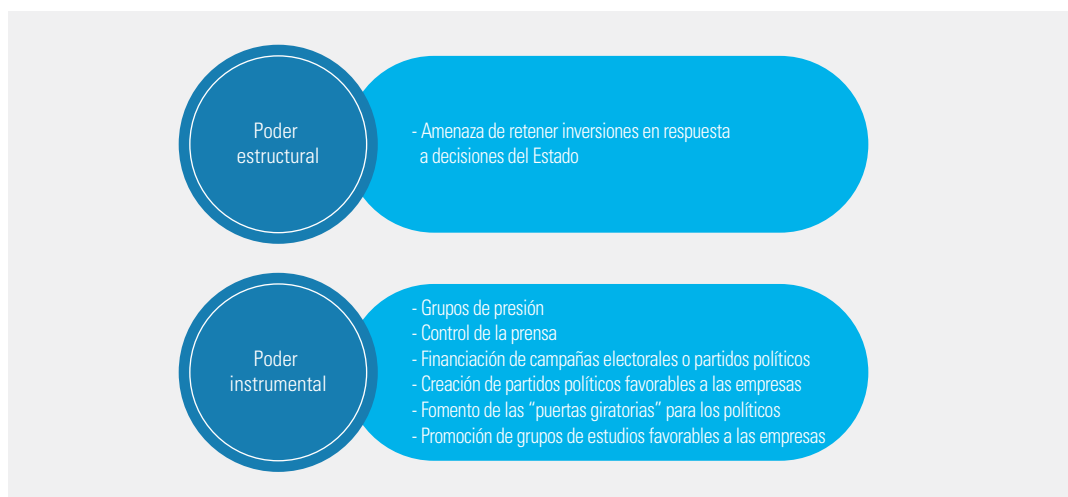 Poder
estructural
- Amenaza de retener inversiones en respuesta
a decisiones del Estado
Poder
instrumental
- Grupos de presión
- Control de la prensa
- Financiación de campañas electorales o partidos políticos
- Creación de partidos políticos favorables a las empresas
- Fomento de las “puertas giratorias” para los políticos
- Promoción de grupos de estudios favorables a las empresas